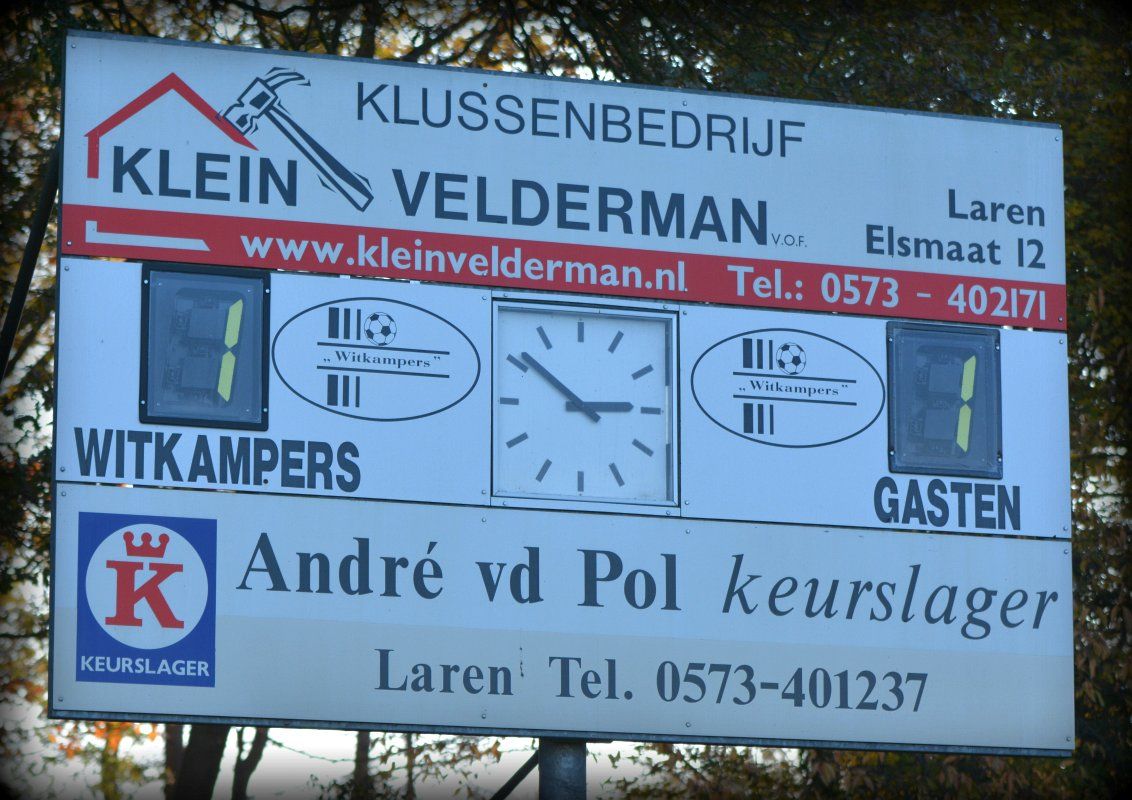 KLUSSENBEDRIJF
KLEIN VELDERMAN V.O.F.
Laren
Elsmaat 12
www.kleinvelderman.nl Tel.: 0573 - 402171
1
„Witkampers”
„Witkampers”
1
WITKAMPERS
GASTEN
K
KEURSLAGER
André vd Pol keurslager
Laren Tel. 0573-401237